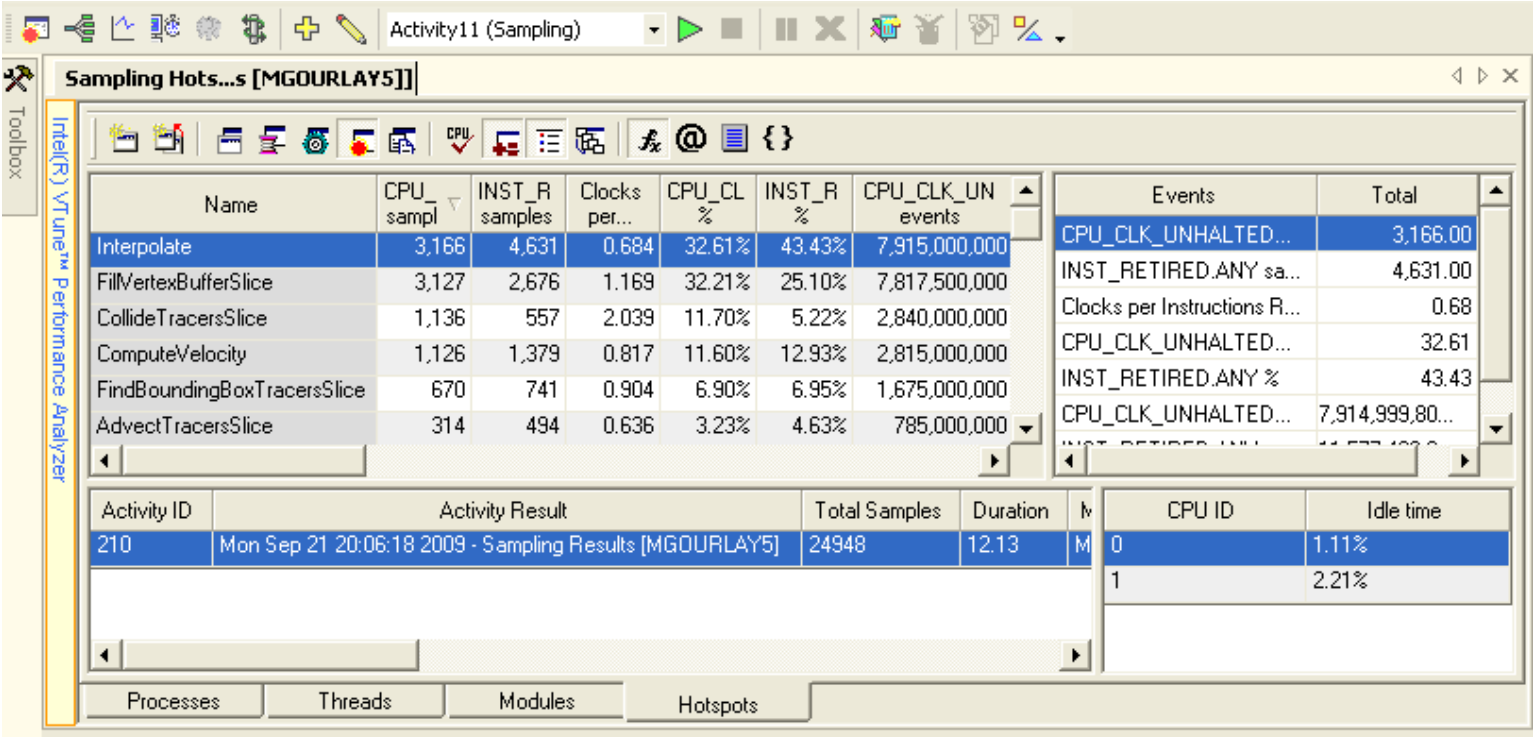 Activity11 (Sampling)
Toolbox
Sampling Hots...s [MGOURLAY5]]
Intel(R) VTune™ Performance Analyzer
CPU
fx @ { }
Name CPU_ sampl INST_R samples Clocks per... CPU_CL % INST_R % CPU_CLK_UN events
Interpolate 3,166 4,631 0.684 32.61% 43.43% 7,915,000,000
FillVertexBufferSlice 3,127 2,676 1.169 32.21% 25.10% 7,817,500,000
CollideTracersSlice 1,136 557 2.039 11.70% 5.22% 2,840,000,000
ComputeVelocity 1,126 1,379 0.817 11.60% 12.93% 2,815,000,000
FindBoundingBoxTracersSlice 670 741 0.904 6.90% 6.95% 1,675,000,000
AdvectTracersSlice 314 494 0.636 3.23% 4.63% 785,000,000
Events Total
CPU_CLK_UNHALTED... 3,166.00
INST_RETIRED.ANY sa... 4,631.00
Clocks per Instructions R... 0.68
CPU_CLK_UNHALTED... 32.61
INST_RETIRED.ANY % 43.43
CPU_CLK_UNHALTED... 7,914,999,80...
Activity ID Activity Result Total Samples Duration
210 Mon Sep 21 20:06:18 2009 - Sampling Results [MGOURLAY5] 24948 12.13 M
CPU ID Idle time
0 1.11%
1 2.21%
Processes Threads Modules Hotspots